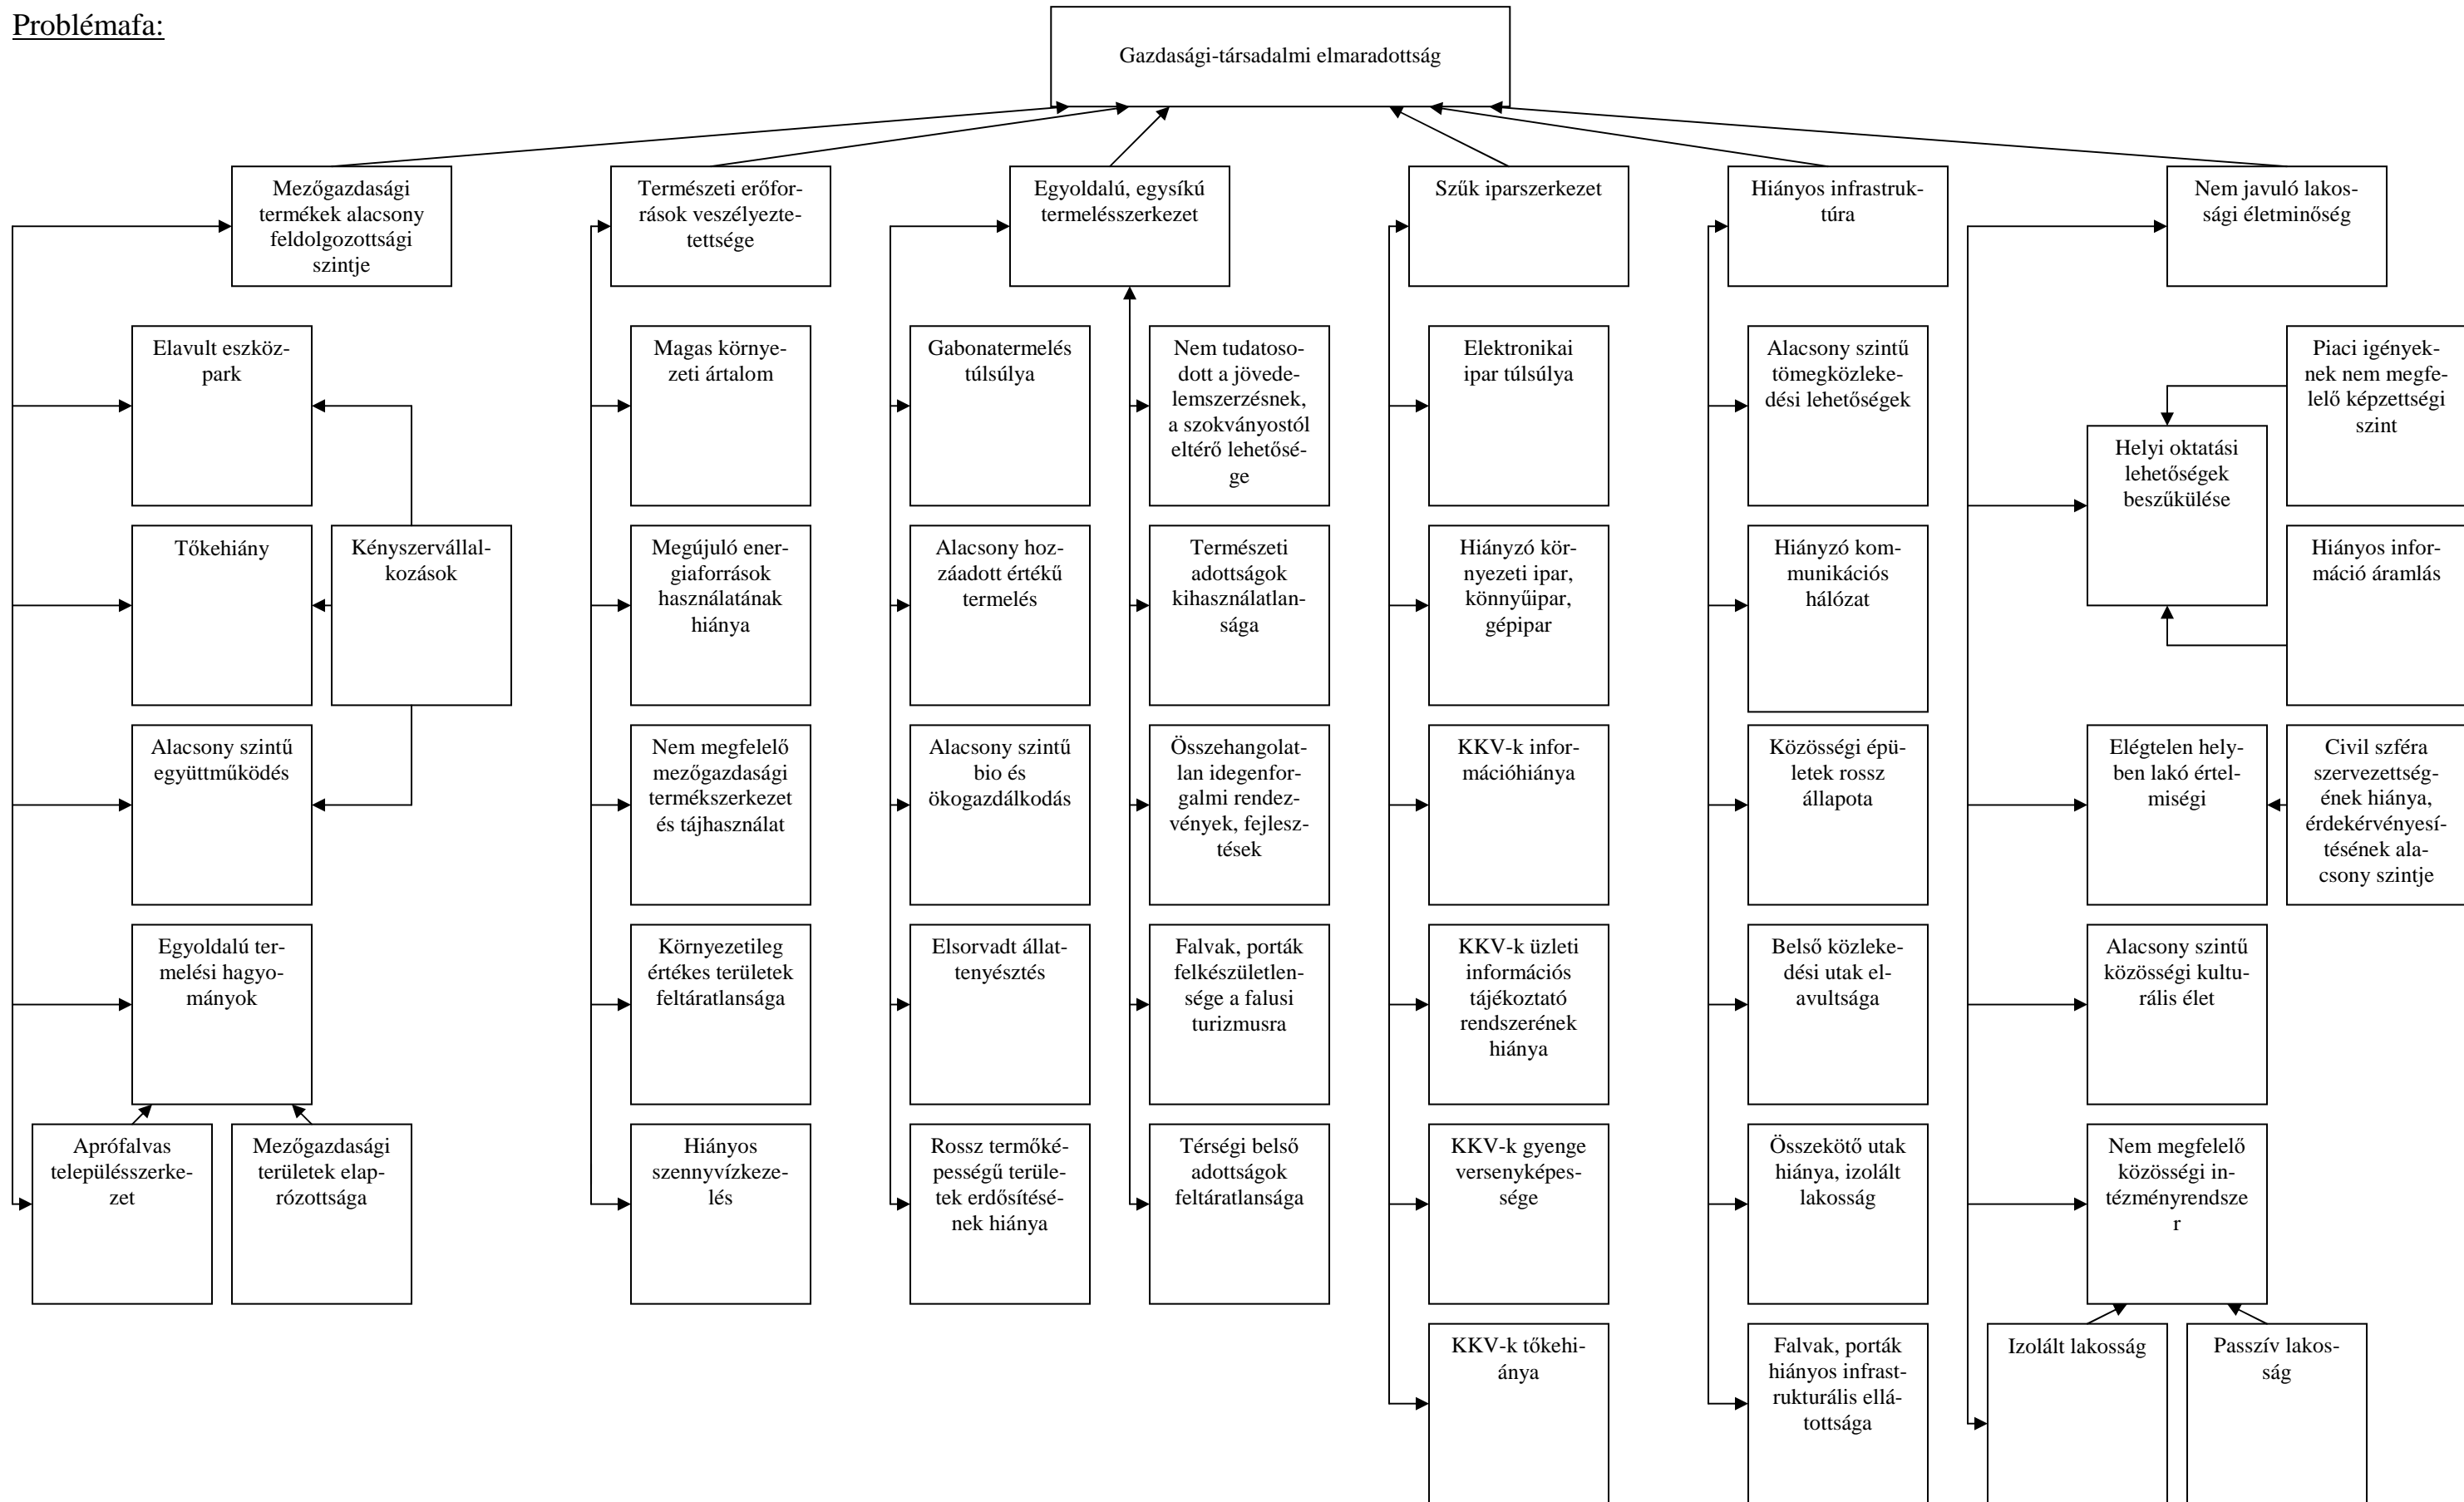 Problémafa:
Gazdasági-társadalmi elmaradottság
Mezőgazdasági
termékek alacsony
feldolgozottsági
szintje
Természeti erőfor-
rások veszélyezte-
tettsége
Egyoldalú, egysíkú
termelésszerkezet
Szűk iparszerkezet
Hiányos infrastruk-
túra
Nem javuló lakos-
sági életminőség
Elavult eszköz-
park
Tőkehiány
Kényszervállal-
kozások
Alacsony szintű
együttműködés
Egyoldalú ter-
melési hagyo-
mányok
Aprófalvas
településszerke-
zet
Mezőgazdasági
területek elap-
rózottsága
Magas környe-
zeti ártalom
Megújuló ener-
giaforrások
használatának
hiánya
Nem megfelelő
mezőgazdasági
termékszerkezet
és tájhasználat
Környezetileg
értékes területek
feltáratlansága
Hiányos
szennyvízkeze-
lés
Gabonatermelés
túlsúlya
Alacsony hoz-
záadott értékű
termelés
Alacsony szintű
bio és
ökogazdálkodás
Elsorvadt állat-
tenyésztés
Rossz termőké-
pességű terüle-
tek erdősítésé-
nek hiánya
Nem tudatoso-
dott a jövede-
lemszerzésnek,
a szokványostól
eltérő lehetősé-
ge
Természeti
adottságok
kihasználatlan-
sága
Összehangolat-
lan idegenfor-
galmi rendez-
vények, fejlesz-
tések
Falvak, porták
felkészületlen-
sége a falusi
turizmusra
Térségi belső
adottságok
feltáratlansága
Elektronikai
ipar túlsúlya
Hiányzó kör-
nyezeti ipar,
könnyűipar,
gépipar
KKV-k infor-
mációhiánya
KKV-k üzleti
információs
tájékoztató
rendszerének
hiánya
KKV-k gyenge
versenyképes-
sége
KKV-k tőkehi-
ánya
Alacsony szintű
tömegközleke-
dési lehetőségek
Hiányzó kom-
munikációs
hálózat
Közösségi épü-
letek rossz
állapota
Belső közleke-
dési utak el-
avultsága
Összekötő utak
hiánya, izolált
lakosság
Falvak, porták
hiányos infrast-
rukturális ellá-
tottsága
Piaci igények-
nek nem megfe-
lelő képzettségi
szint
Helyi oktatási
lehetőségek
beszűkülése
Hiányos infor-
máció áramlás
Elégtelen hely-
ben lakó értel-
miségi
Civil szféra
szervezettség-
ének hiánya,
érdekérvényesí-
tésének ala-
csony szintje
Alacsony szintű
közösségi kultu-
rális élet
Nem megfelelő
közösségi in-
tézményrendsze
r
Izolált lakosság
Passzív lakos-
ság